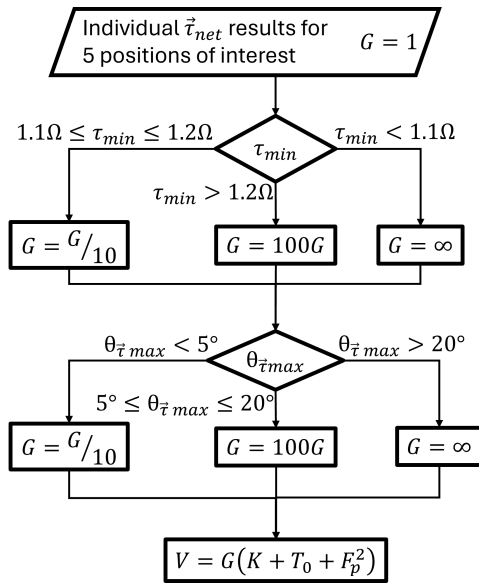 Individual τ⃗_net results for G = 1
5 positions of interest
1.1Ω ≤ τ_min ≤ 1.2Ω τ_min < 1.1Ω
τ_min
τ_min > 1.2Ω
G = G/10 G = 100G G = ∞
θ_τ⃗ max < 5° θ_τ⃗ max > 20°
θ_τ⃗max
5° ≤ θ_τ⃗ max ≤ 20°
G = G/10 G = 100G G = ∞
V = G(K + T_0 + F_p^2)